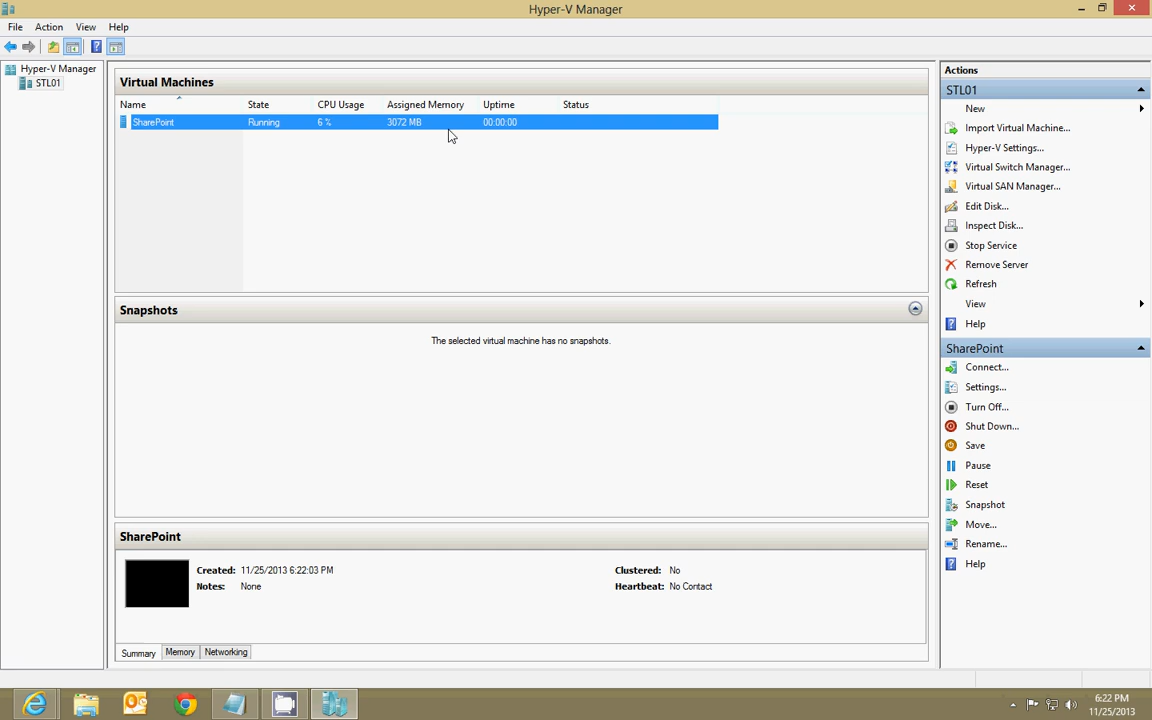 Hyper-V Manager
File Action View Help
Hyper-V Manager
STL01
Virtual Machines
Name State CPU Usage Assigned Memory Uptime Status
SharePoint Running 6 % 3072 MB 00:00:00
Snapshots
The selected virtual machine has no snapshots.
SharePoint
Created: 11/25/2013 6:22:03 PM Clustered: No
Notes: None Heartbeat: No Contact
Summary Memory Networking
Actions
STL01
New
Import Virtual Machine...
Hyper-V Settings...
Virtual Switch Manager...
Virtual SAN Manager...
Edit Disk...
Inspect Disk...
Stop Service
Remove Server
Refresh
View
Help
SharePoint
Connect...
Settings...
Turn Off...
Shut Down...
Save
Pause
Reset
Snapshot
Move...
Rename...
Help
6:22 PM
11/25/2013